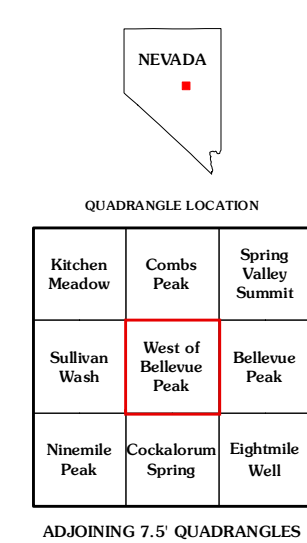 NEVADA
QUADRANGLE LOCATION
Kitchen
Meadow
Combs
Peak
Spring
Valley
Summit
Sullivan
Wash
West of
Bellevue
Peak
Bellevue
Peak
Ninemile
Peak
Cockalorum
Spring
Eightmile
Well
ADJOINING 7.5' QUADRANGLES